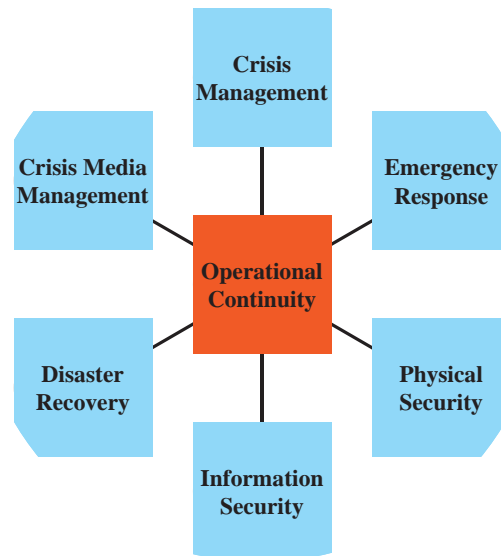 Crisis
Management
Crisis Media
Management
Emergency
Response
Operational
Continuity
Disaster
Recovery
Physical
Security
Information
Security